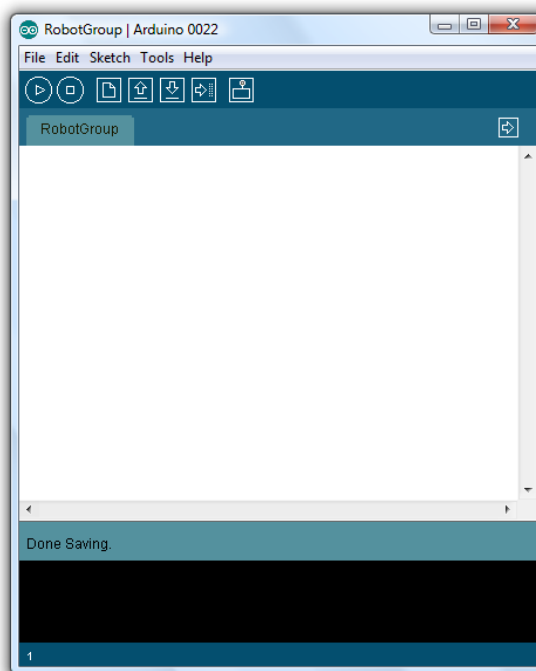 RobotGroup | Arduino 0022
File Edit Sketch Tools Help
RobotGroup
Done Saving.
1